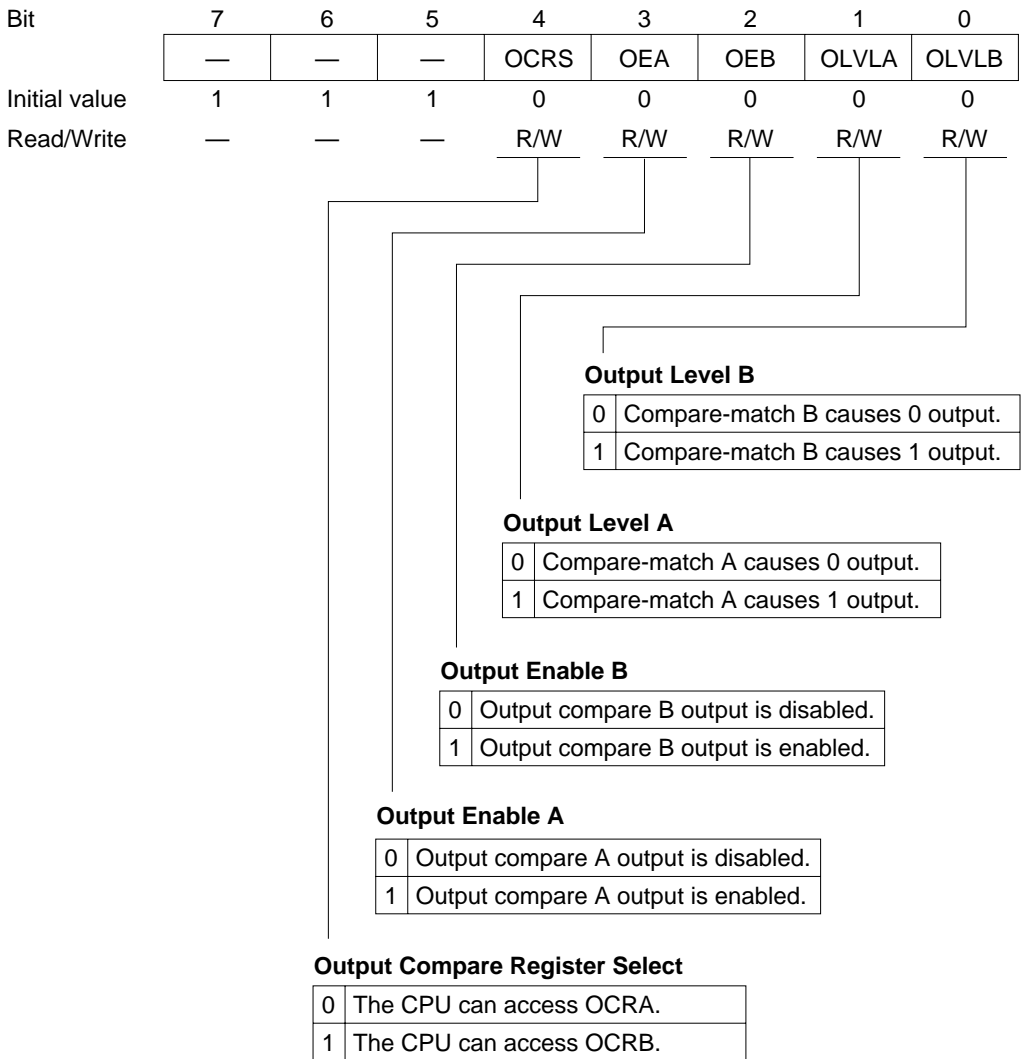 Bit 7 6 5 4 3 2 1 0
— — — OCRS OEA OEB OLVLA OLVLB
Initial value 1 1 1 0 0 0 0 0
Read/Write — — — R/W R/W R/W R/W R/W
Output Level B
0 Compare-match B causes 0 output.
1 Compare-match B causes 1 output.
Output Level A
0 Compare-match A causes 0 output.
1 Compare-match A causes 1 output.
Output Enable B
0 Output compare B output is disabled.
1 Output compare B output is enabled.
Output Enable A
0 Output compare A output is disabled.
1 Output compare A output is enabled.
Output Compare Register Select
0 The CPU can access OCRA.
1 The CPU can access OCRB.